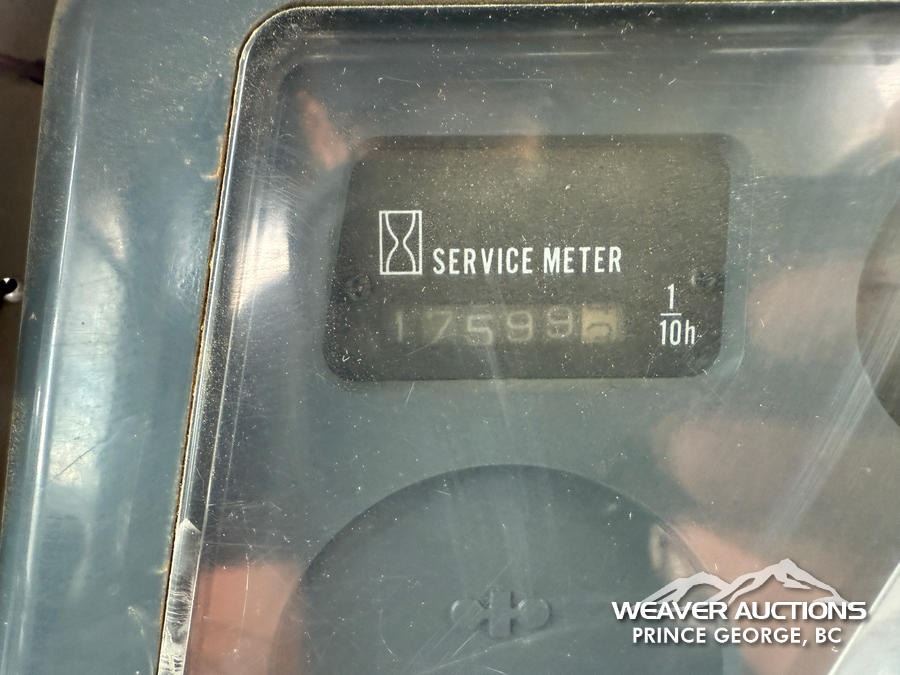 SERVICE METER
17599
1
10h
WEAVER AUCTIONS
PRINCE GEORGE, BC